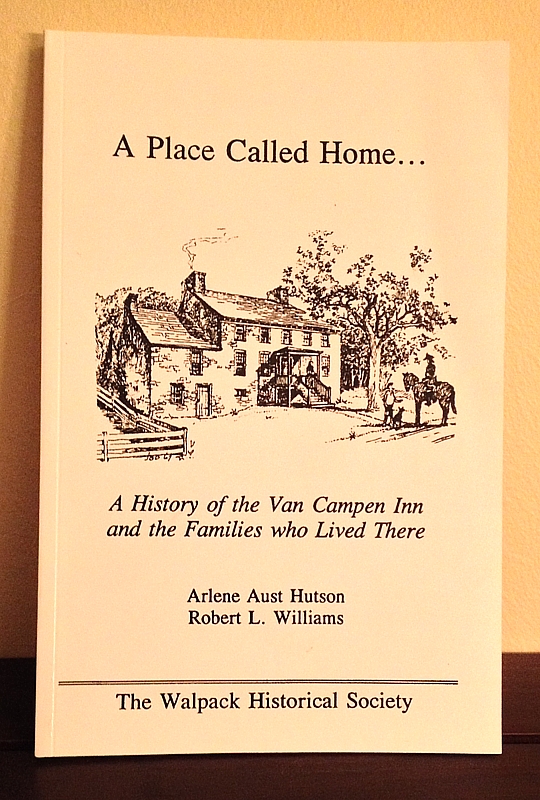 A Place Called Home...
A History of the Van Campen Inn
and the Families who Lived There
Arlene Aust Hutson
Robert L. Williams
The Walpack Historical Society